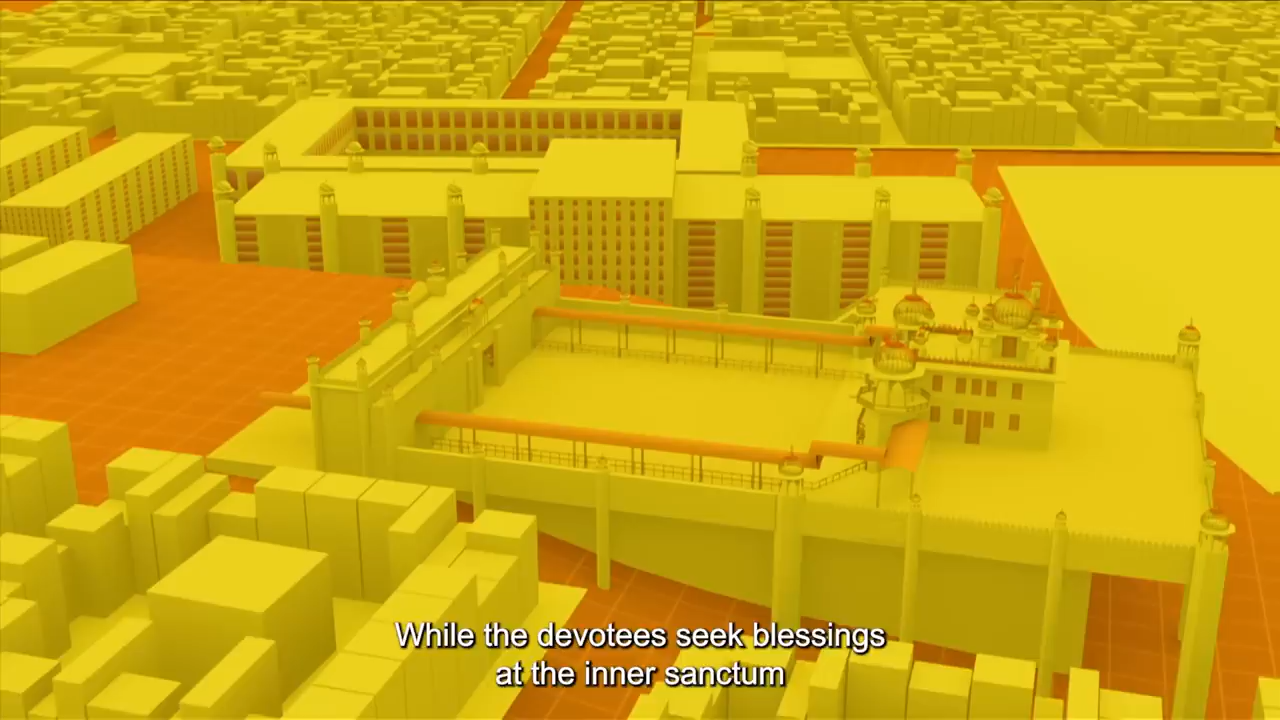 While the devotees seek blessings
at the inner sanctum